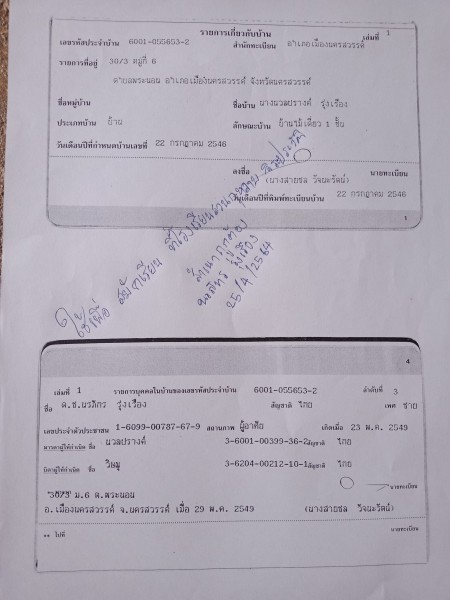 เล่มที่ 1
รายการเกี่ยวกับบ้าน
เลขรหัสประจำบ้าน 6001-055653-2 สำนักทะเบียน อำเภอเมืองนครสวรรค์
รายการที่อยู่ 30/3 หมู่ที่ 6
ตำบลพระนอน อำเภอเมืองนครสวรรค์ จังหวัดนครสวรรค์
ชื่อหมู่บ้าน ชื่อบ้าน นางนวลปรางค์ รุ่งเรือง
ประเภทบ้าน บ้าน ลักษณะบ้าน บ้านไม้เดี่ยว 1 ชั้น
วันเดือนปีที่กำหนดบ้านเลขที่ 22 กรกฎาคม 2546
ลงชื่อ นายทะเบียน
(นางสายชล วัจนะรัตน์)
วันเดือนปีที่พิมพ์ทะเบียนบ้าน 22 กรกฎาคม 2546
1
ใช้เพื่อ สมัครเรียน ที่โรงเรียน
สำเนาถูกต้อง
รุ่งเรือง
25/4/2564
4
เล่มที่ 1 รายการบุคคลในบ้านของเลขรหัสประจำบ้าน 6001-055653-2 ลำดับที่ 3
ชื่อ ด.ช.นรภัทร รุ่งเรือง สัญชาติ ไทย เพศ ชาย
เลขประจำตัวประชาชน 1-6099-00787-67-9 สถานภาพ ผู้อาศัย เกิดเมื่อ 23 พ.ค. 2549
มารดาผู้ให้กำเนิด ชื่อ นวลปรางค์ 3-6001-00399-36-2 สัญชาติ ไทย
บิดาผู้ให้กำเนิด ชื่อ วิษณุ 3-6204-00212-10-1 สัญชาติ ไทย
30/3 ม.6 ต.พระนอน นายทะเบียน
อ.เมืองนครสวรรค์ จ.นครสวรรค์ เมื่อ 29 พ.ค. 2549 (นางสายชล วัจนะรัตน์)
** ไปที่ นายทะเบียน